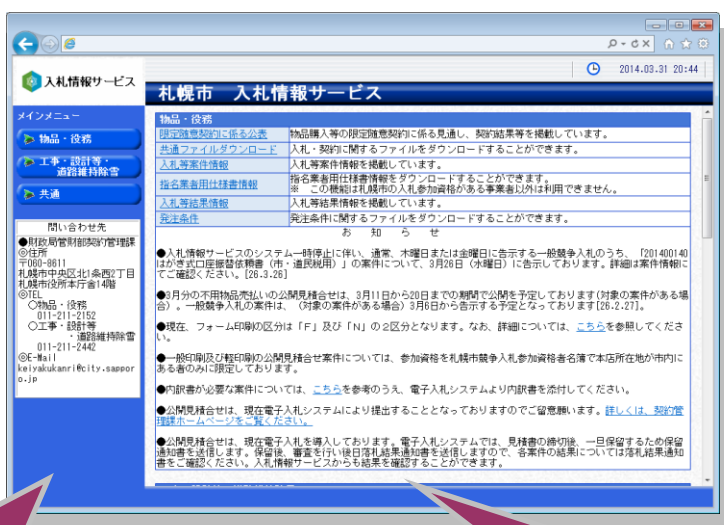 2014.03.31 20:44
入札情報サービス
札幌市 入札情報サービス
メインメニュー
物品・役務
工事・設計等・
道路維持除雪
共通
問い合わせ先
●財政局管財部契約管理課
◎住所
〒060-8611
札幌市中央区北1条西2丁目
札幌市役所本庁舎14階
◎TEL
○物品・役務
011-211-2152
○工事・設計等
・道路維持除雪
011-211-2442
◎E-Mail
keiyakukanri@city.sappor
o.jp
物品・役務
限定随意契約に係る公表 物品購入等の限定随意契約に係る見通し、契約結果等を掲載しています。
共通ファイルダウンロード 入札・契約に関するファイルをダウンロードすることができます。
入札等案件情報 入札等案件情報を掲載しています。
指名業者用仕様書情報 指名業者用仕様書情報をダウンロードすることができます。
※ この機能は札幌市の入札参加資格がある事業者以外は利用できません。
入札等結果情報 入札等結果情報を掲載しています。
発注条件 発注条件に関するファイルをダウンロードすることができます。
お 知 ら せ
●入札情報サービスのシステム一時停止に伴い、通常、木曜日または金曜日に告示する一般競争入札のうち、「201400140
はがき式口座振替依頼書（市・道民税用）」の案件について、3月26日（水曜日）に告示しております。詳細は案件情報に
てご確認ください。[26.3.26]
●3月分の不用物品売払いの公開見積合せは、3月11日から20日までの期間で公開を予定しております(対象の案件がある場
合）。一般競争入札の案件は、（対象の案件がある場合）3月6日から告示する予定となっております[26.2.27]。
●現在、フォーム印刷の区分は「F」及び「N」の2区分となります。なお、詳細については、こちらを参照してくださ
い。
●一般印刷及び軽印刷の公開見積合せ案件については、参加資格を札幌市競争入札参加資格者名簿で本店所在地が市内に
ある者のみに限定しております。
●内訳書が必要な案件については、こちらを参考のうえ、電子入札システムより内訳書を添付してください。
●公開見積合せは、現在電子入札システムにより提出することとなっておりますのでご留意願います。詳しくは、契約管
理課ホームページをご覧ください。
●公開見積合せは、現在電子入札を導入しております。電子入札システムでは、見積書の締切後、一旦保留するため保留
通知書を送信します。保留後、審査を行い後日落札結果通知書を送信しますので、各案件の結果については落札結果通知
書をご確認ください。入札情報サービスからも結果を確認することができます。